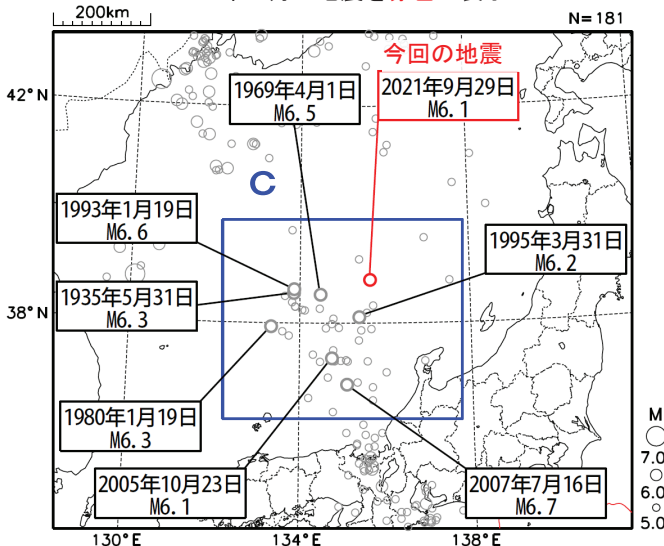 200km
N=181
今回の地震
42°N
1969年4月1日
M6.5
2021年9月29日
M6.1
C
1993年1月19日
M6.6
1995年3月31日
M6.2
1935年5月31日
M6.3
38°N
1980年1月19日
M6.3
2005年10月23日
M6.1
2007年7月16日
M6.7
M
7.0
6.0
5.0
130°E
134°E
138°E